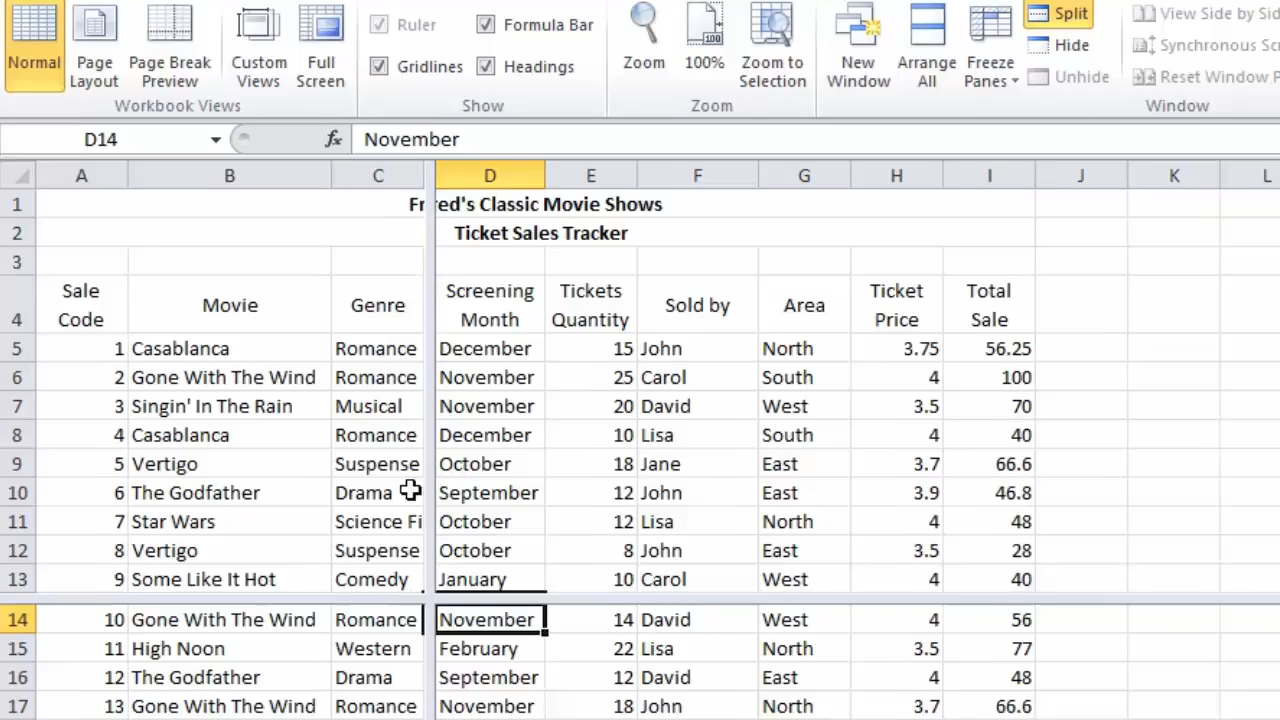 Normal Page Layout Page Break Preview Custom Views Full Screen
Workbook Views
Ruler Formula Bar
Gridlines Headings
Show
Zoom 100% Zoom to Selection
Zoom
New Window Arrange All Freeze Panes
Split
Hide
Unhide
View Side by Sid
Synchronous Sc
Reset Window P
Window
D14 fx November
A B C D E F G H I J K L
1 Fr red's Classic Movie Shows
2 Ticket Sales Tracker
3
4 Sale Code Movie Genre Screening Month Tickets Quantity Sold by Area Ticket Price Total Sale
5 1 Casablanca Romance December 15 John North 3.75 56.25
6 2 Gone With The Wind Romance November 25 Carol South 4 100
7 3 Singin' In The Rain Musical November 20 David West 3.5 70
8 4 Casablanca Romance December 10 Lisa South 4 40
9 5 Vertigo Suspense October 18 Jane East 3.7 66.6
10 6 The Godfather Drama September 12 John East 3.9 46.8
11 7 Star Wars Science Fi October 12 Lisa North 4 48
12 8 Vertigo Suspense October 8 John East 3.5 28
13 9 Some Like It Hot Comedy January 10 Carol West 4 40
14 10 Gone With The Wind Romance November 14 David West 4 56
15 11 High Noon Western February 22 Lisa North 3.5 77
16 12 The Godfather Drama September 12 David East 4 48
17 13 Gone With The Wind Romance November 18 John North 3.7 66.6